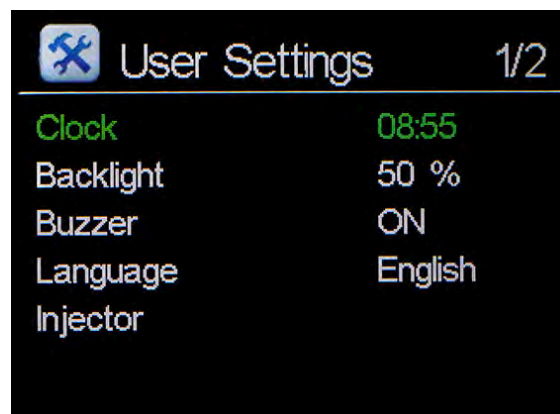 User Settings 1/2
Clock 08:55
Backlight 50 %
Buzzer ON
Language English
Injector